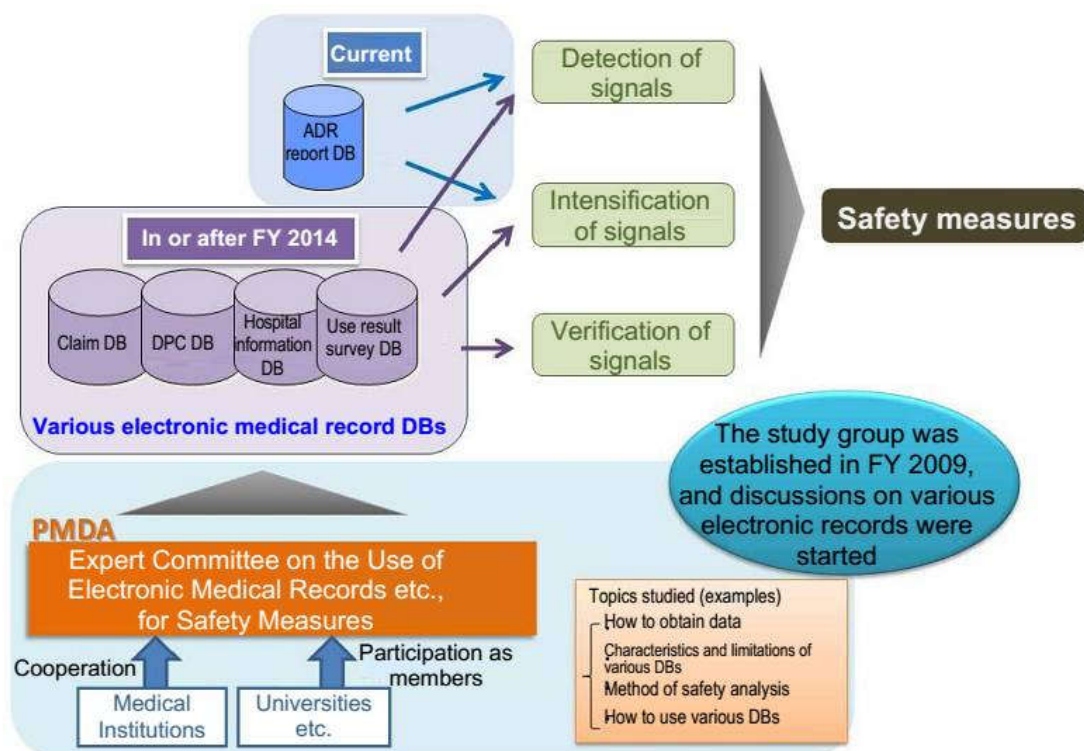 Current
ADR
report DB
Detection of
signals
Intensification
of signals
Verification of
signals
Safety measures
In or after FY 2014
Claim DB
DPC DB
Hospital
information
DB
Use result
survey DB
Various electronic medical record DBs
The study group was
established in FY 2009,
and discussions on various
electronic records were
started
PMDA
Expert Committee on the Use of
Electronic Medical Records etc.,
for Safety Measures
Cooperation
Participation as
members
Medical
Institutions
Universities
etc.
Topics studied (examples)
How to obtain data
Characteristics and limitations of
various DBs
Method of safety analysis
How to use various DBs